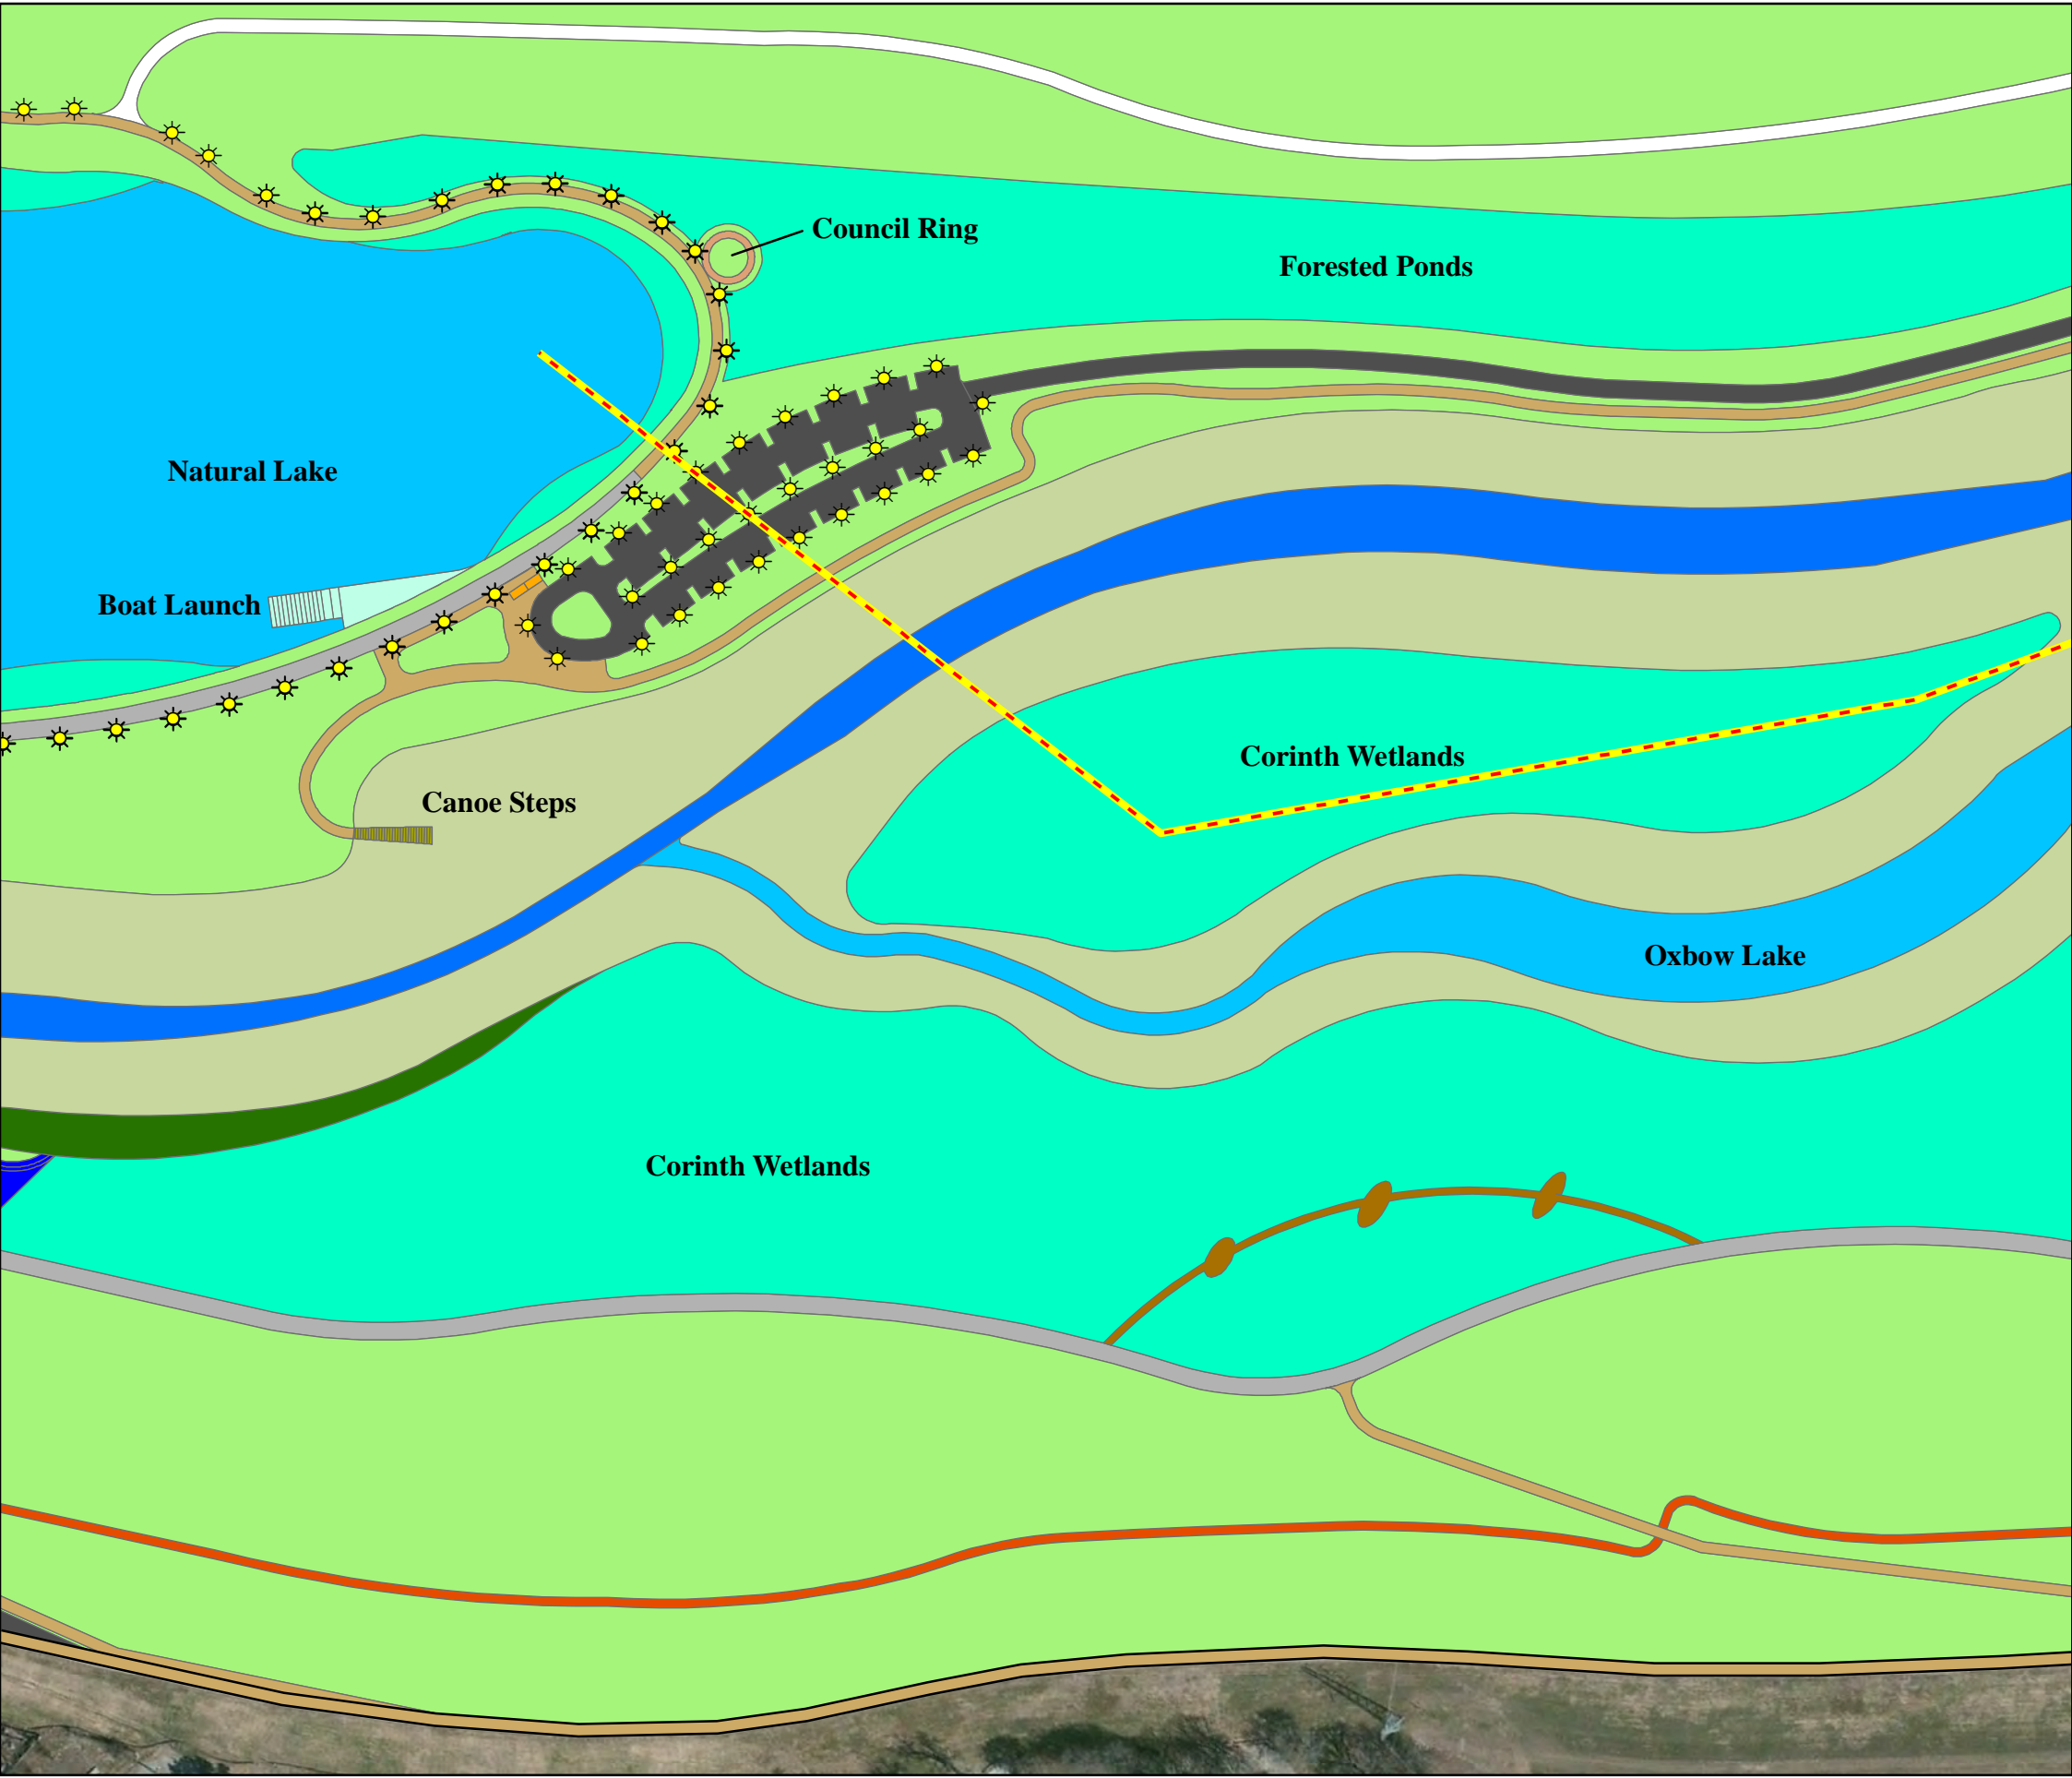 Council Ring
Forested Ponds
Natural Lake
Boat Launch
Corinth Wetlands
Canoe Steps
Oxbow Lake
Corinth Wetlands